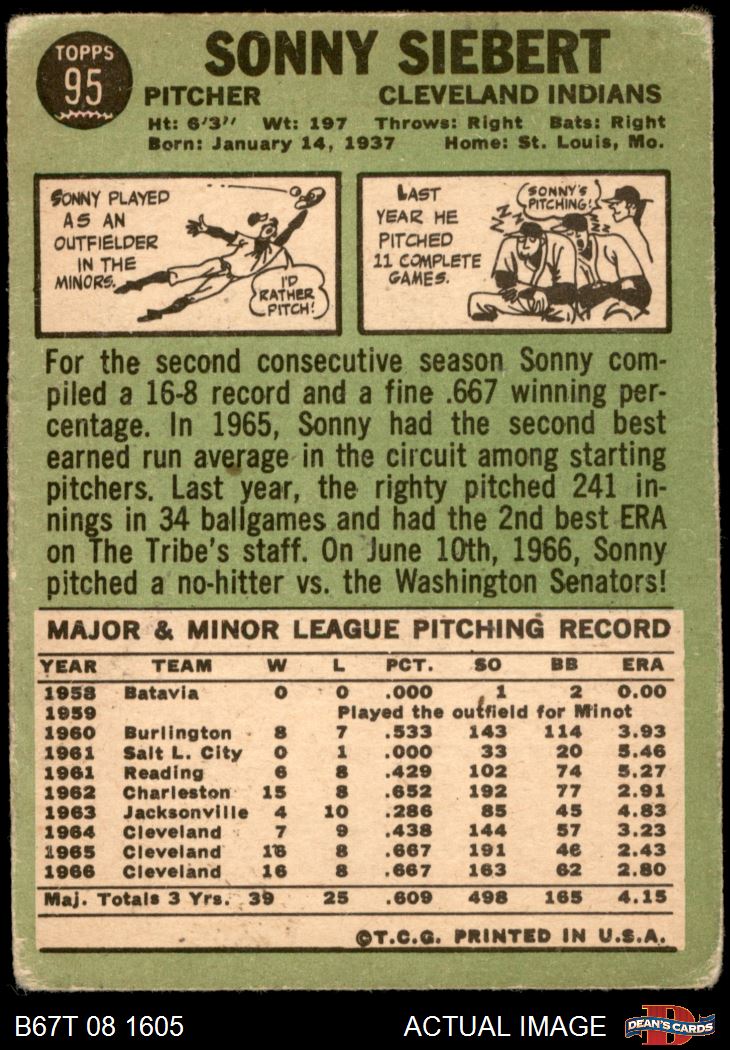 TOPPS
95
SONNY SIEBERT
PITCHER CLEVELAND INDIANS
Ht: 6'3" Wt: 197 Throws: Right Bats: Right
Born: January 14, 1937 Home: St. Louis, Mo.
SONNY PLAYED
AS AN
OUTFIELDER
IN THE
MINORS.
I'D
RATHER
PITCH!
LAST
YEAR HE
PITCHED
11 COMPLETE
GAMES.
SONNY'S
PITCHING!
For the second consecutive season Sonny com-
piled a 16-8 record and a fine .667 winning per-
centage. In 1965, Sonny had the second best
earned run average in the circuit among starting
pitchers. Last year, the righty pitched 241 in-
nings in 34 ballgames and had the 2nd best ERA
on The Tribe's staff. On June 10th, 1966, Sonny
pitched a no-hitter vs. the Washington Senators!
MAJOR & MINOR LEAGUE PITCHING RECORD
YEAR TEAM W L PCT. SO BB ERA
1958 Batavia 0 0 .000 1 2 0.00
1959 Played the outfield for Minot
1960 Burlington 8 7 .533 143 114 3.93
1961 Salt L. City 0 1 .000 33 20 5.46
1961 Reading 6 8 .429 102 74 5.27
1962 Charleston 15 8 .652 192 77 2.91
1963 Jacksonville 4 10 .286 85 45 4.83
1964 Cleveland 7 9 .438 144 57 3.23
1965 Cleveland 16 8 .667 191 46 2.43
1966 Cleveland 16 8 .667 163 62 2.80
Maj. Totals 3 Yrs. 39 25 .609 498 165 4.15
©T.C.G. PRINTED IN U.S.A.
B67T 08 1605 ACTUAL IMAGE
D
DEAN'S CARDS